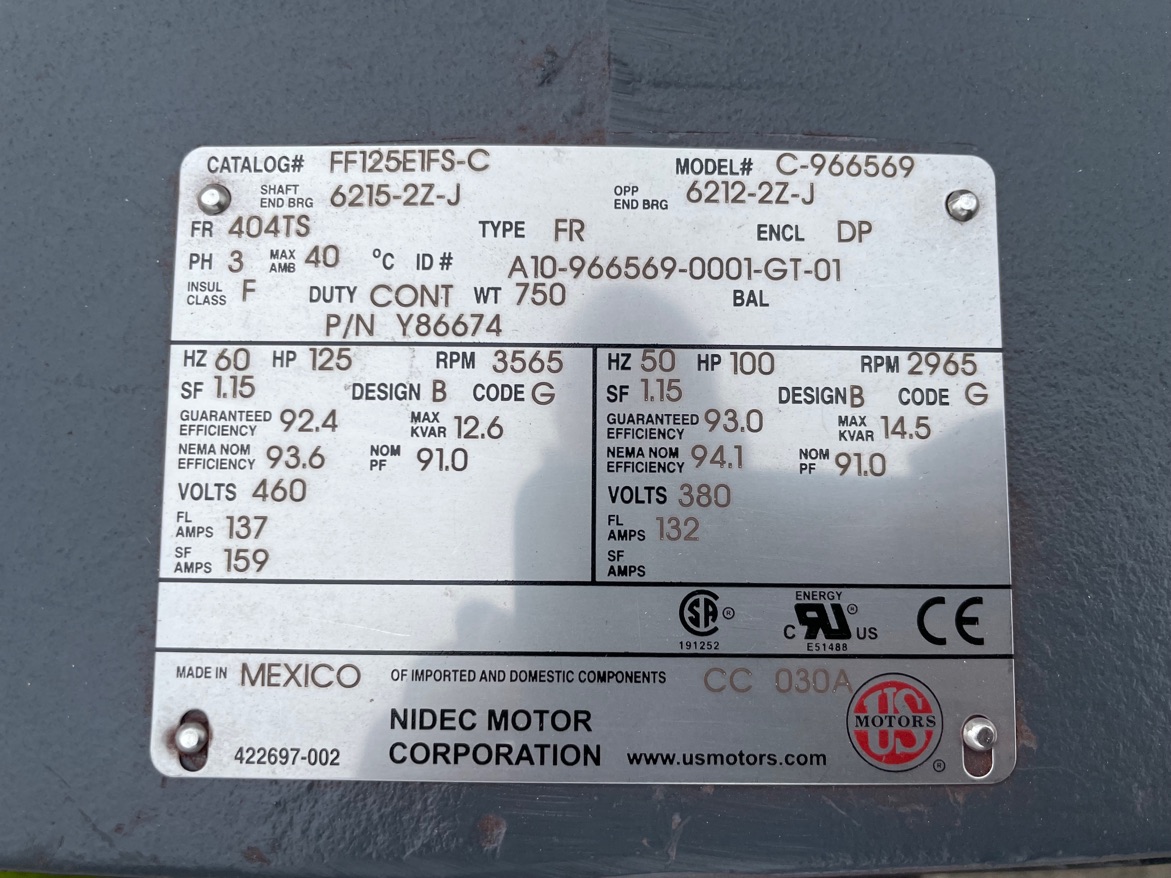 CATALOG# FF125E1FS-C MODEL# C-966569
SHAFT END BRG 6215-2Z-J OPP END BRG 6212-2Z-J
FR 404TS TYPE FR ENCL DP
PH 3 MAX AMB 40 °C ID# A10-966569-0001-GT-01
INSUL CLASS F DUTY CONT WT 750 BAL
P/N Y86674
HZ 60 HP 125 RPM 3565
SF 1.15 DESIGN B CODE G
GUARANTEED EFFICIENCY 92.4 MAX KVAR 12.6
NEMA NOM EFFICIENCY 93.6 NOM PF 91.0
VOLTS 460
FL AMPS 137
SF AMPS 159
HZ 50 HP 100 RPM 2965
SF 1.15 DESIGN B CODE G
GUARANTEED EFFICIENCY 93.0 MAX KVAR 14.5
NEMA NOM EFFICIENCY 94.1 NOM PF 91.0
VOLTS 380
FL AMPS 132
SF AMPS
SA ® 191252
ENERGY C RU ® US E51488
CE
MADE IN MEXICO OF IMPORTED AND DOMESTIC COMPONENTS CC 030A
NIDEC MOTOR
422697-002 CORPORATION www.usmotors.com
US MOTORS ®